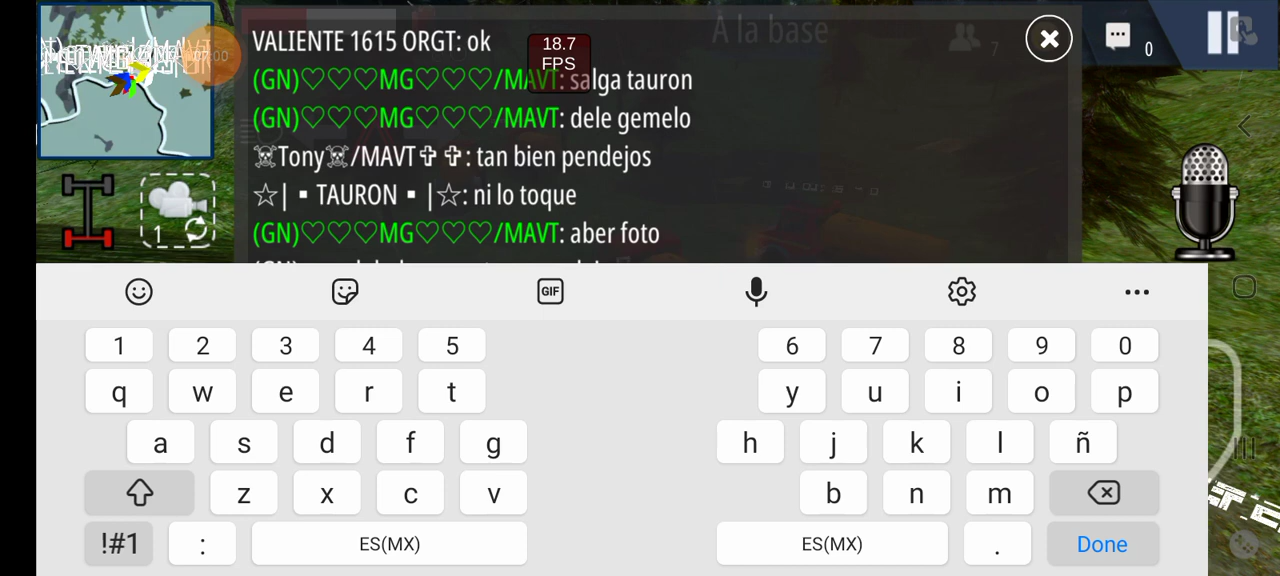 À la base
7
0
18.7
FPS
VALIENTE 1615 ORGT: ok
(GN)♡♡♡MG♡♡♡/MAVT: salga tauron
(GN)♡♡♡MG♡♡♡/MAVT: dele gemelo
☠Tony☠/MAVT✞✞: tan bien pendejos
☆|▪TAURON▪|☆: ni lo toque
(GN)♡♡♡MG♡♡♡/MAVT: aber foto
1
GIF
1 2 3 4 5 6 7 8 9 0
q w e r t y u i o p
a s d f g h j k l ñ
z x c v b n m
!#1 : ES(MX) ES(MX) . Done